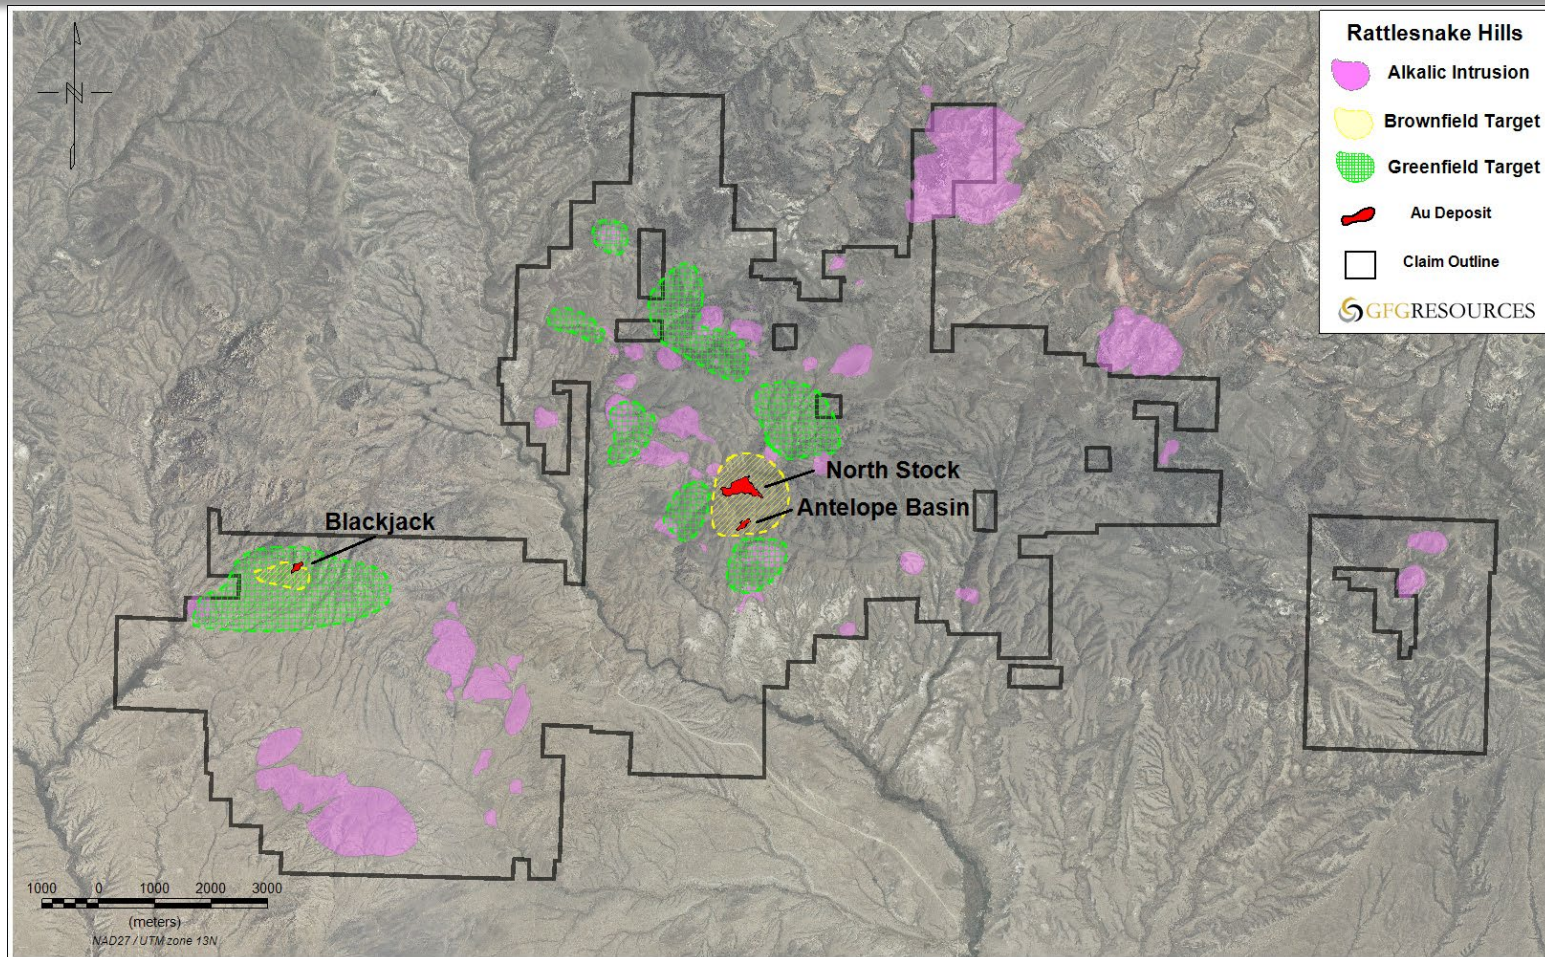 Rattlesnake Hills
Alkalic Intrusion
Brownfield Target
Greenfield Target
Au Deposit
Claim Outline
GFGRESOURCES
N
North Stock
Antelope Basin
Blackjack
1000 0 1000 2000 3000
(meters)
NAD27 / UTM zone 13N